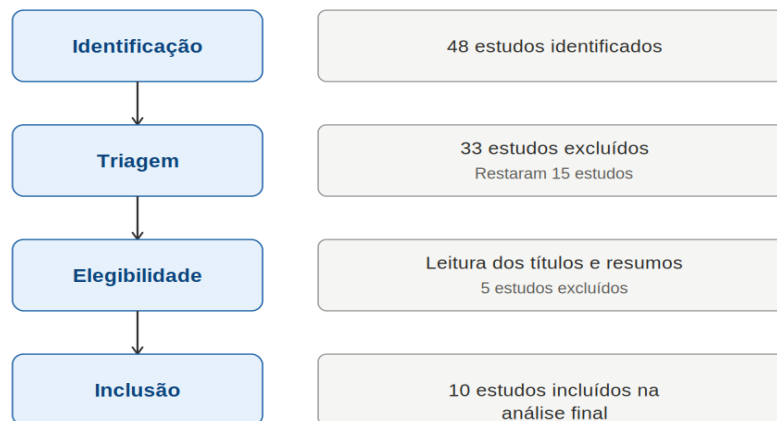 Identificação
48 estudos identificados
Triagem
33 estudos excluídos
Restaram 15 estudos
Elegibilidade
Leitura dos títulos e resumos
5 estudos excluídos
Inclusão
10 estudos incluídos na
análise final